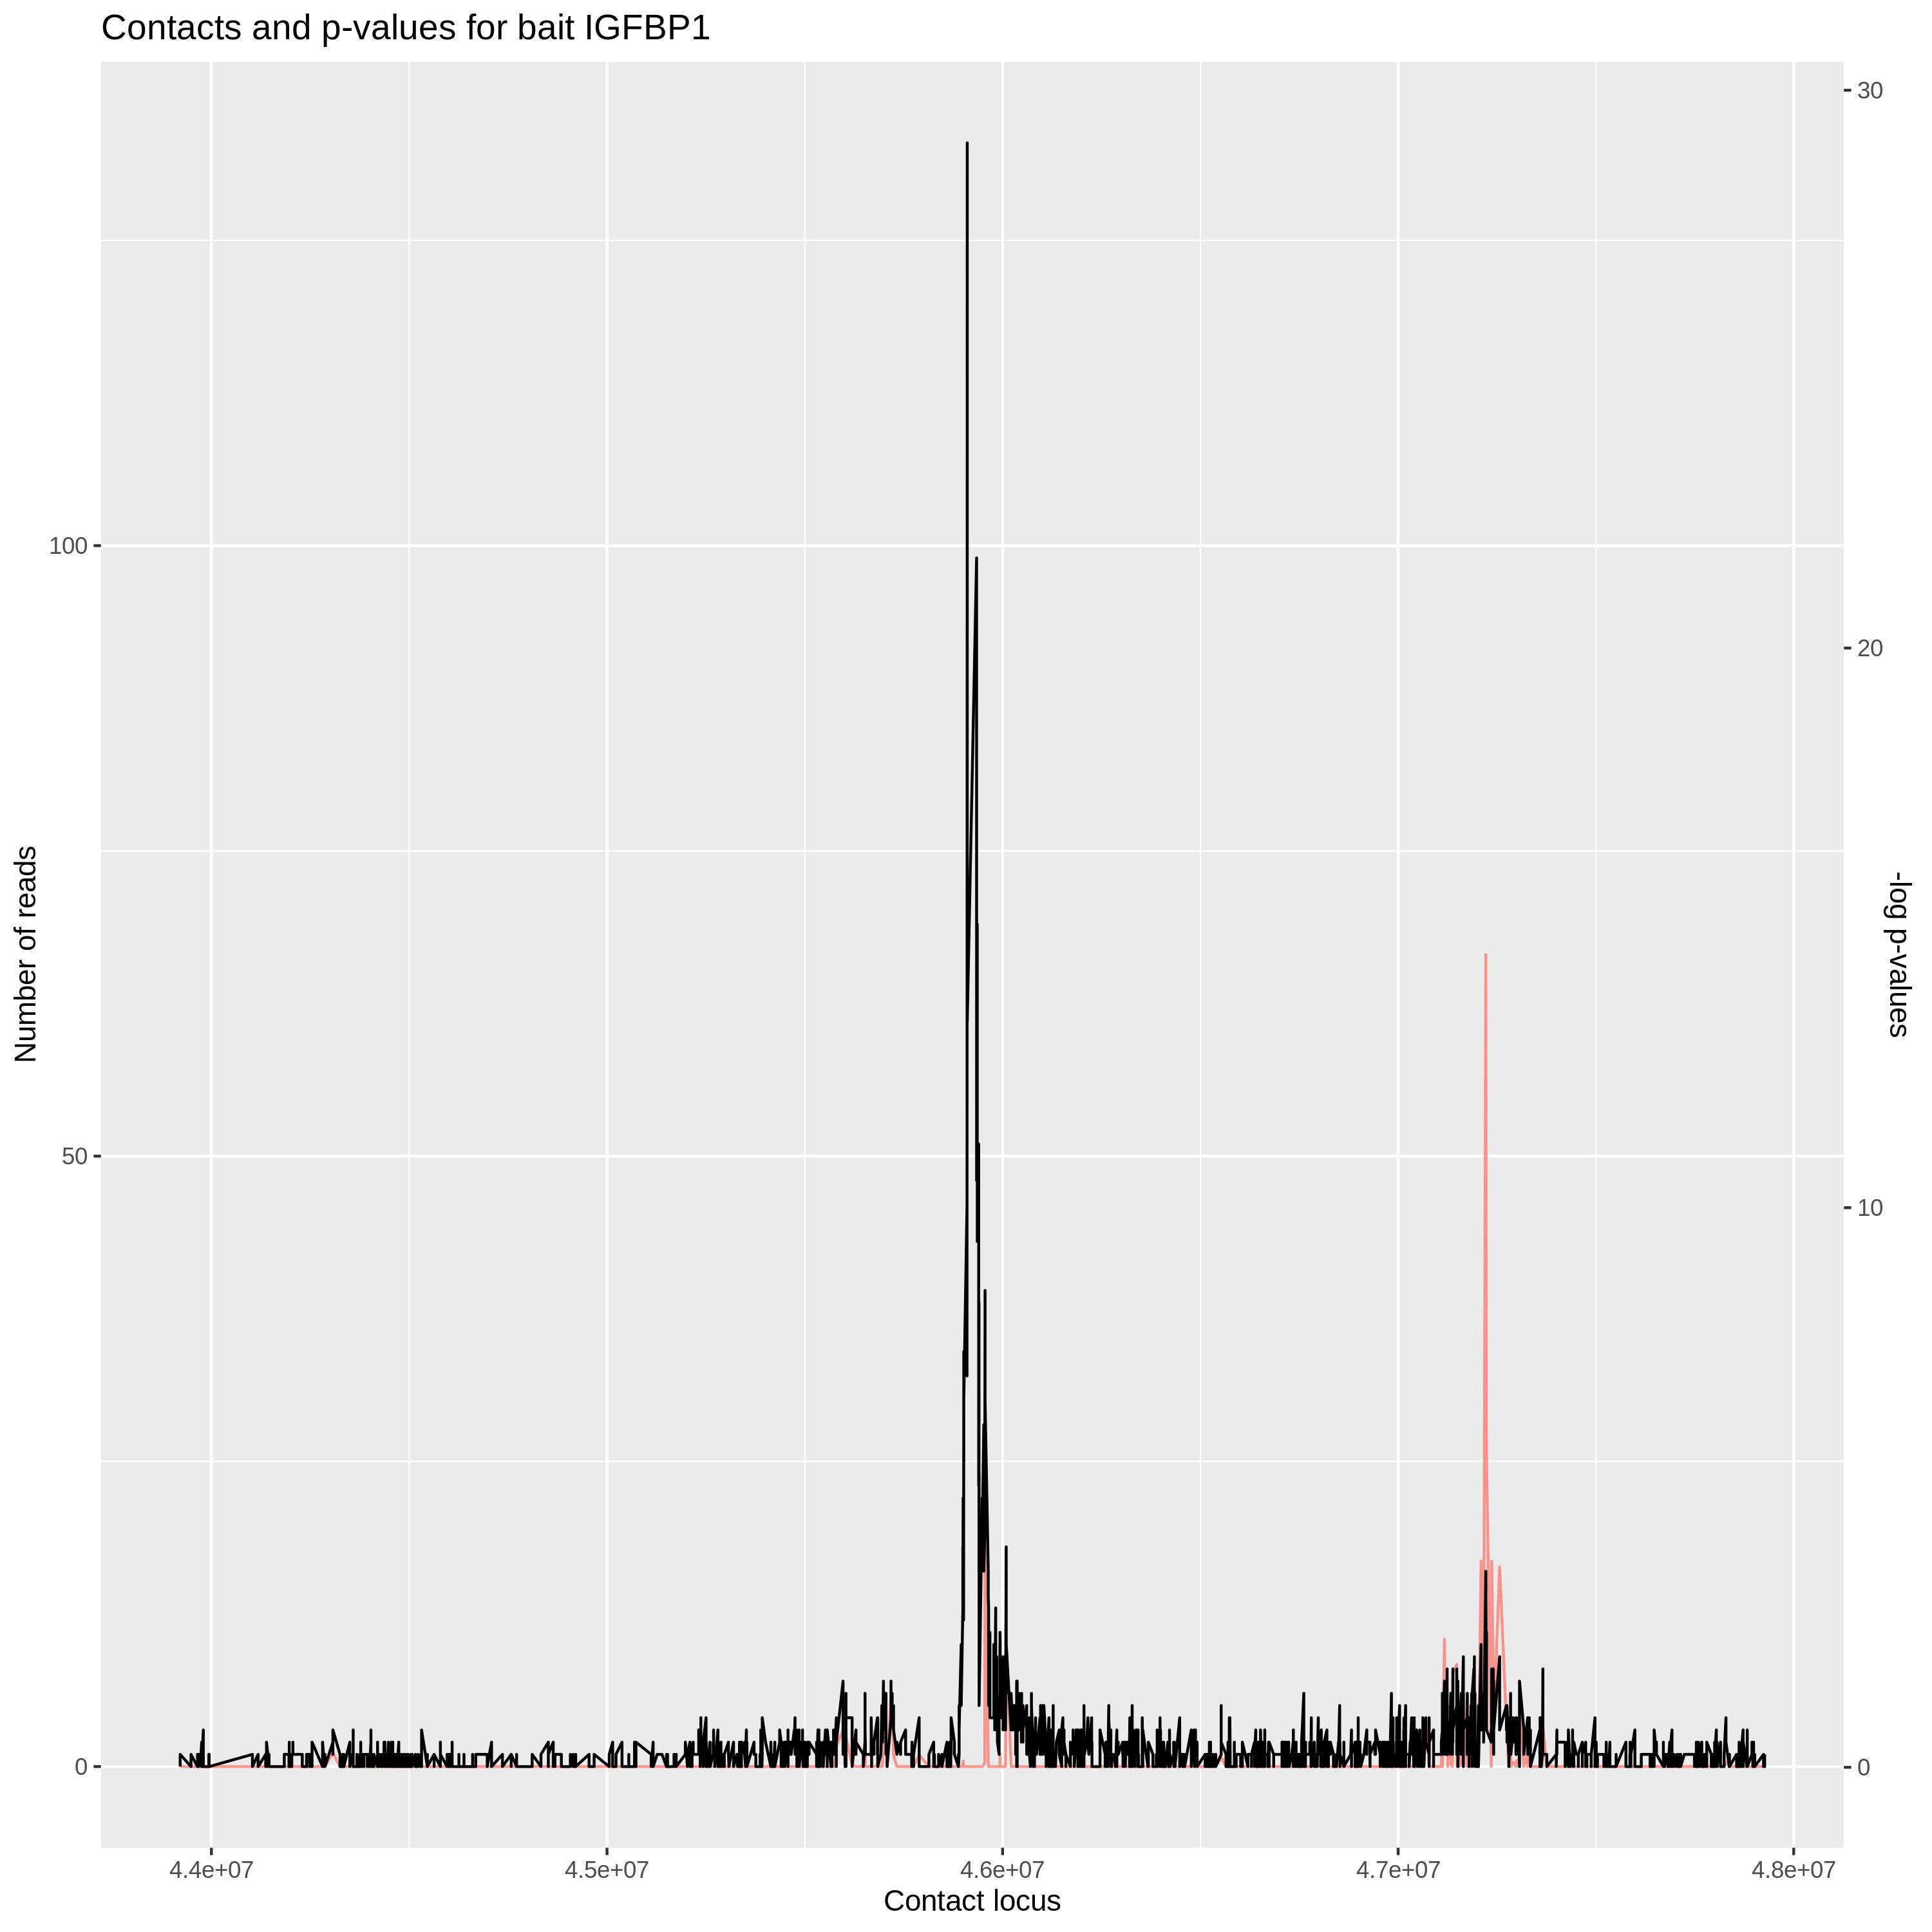 Contacts and p-values for bait IGFBP1
Number of reads
100
50
0
30
20
10
0
-log p-values
4.4e+07
4.5e+07
4.6e+07
4.7e+07
4.8e+07
Contact locus